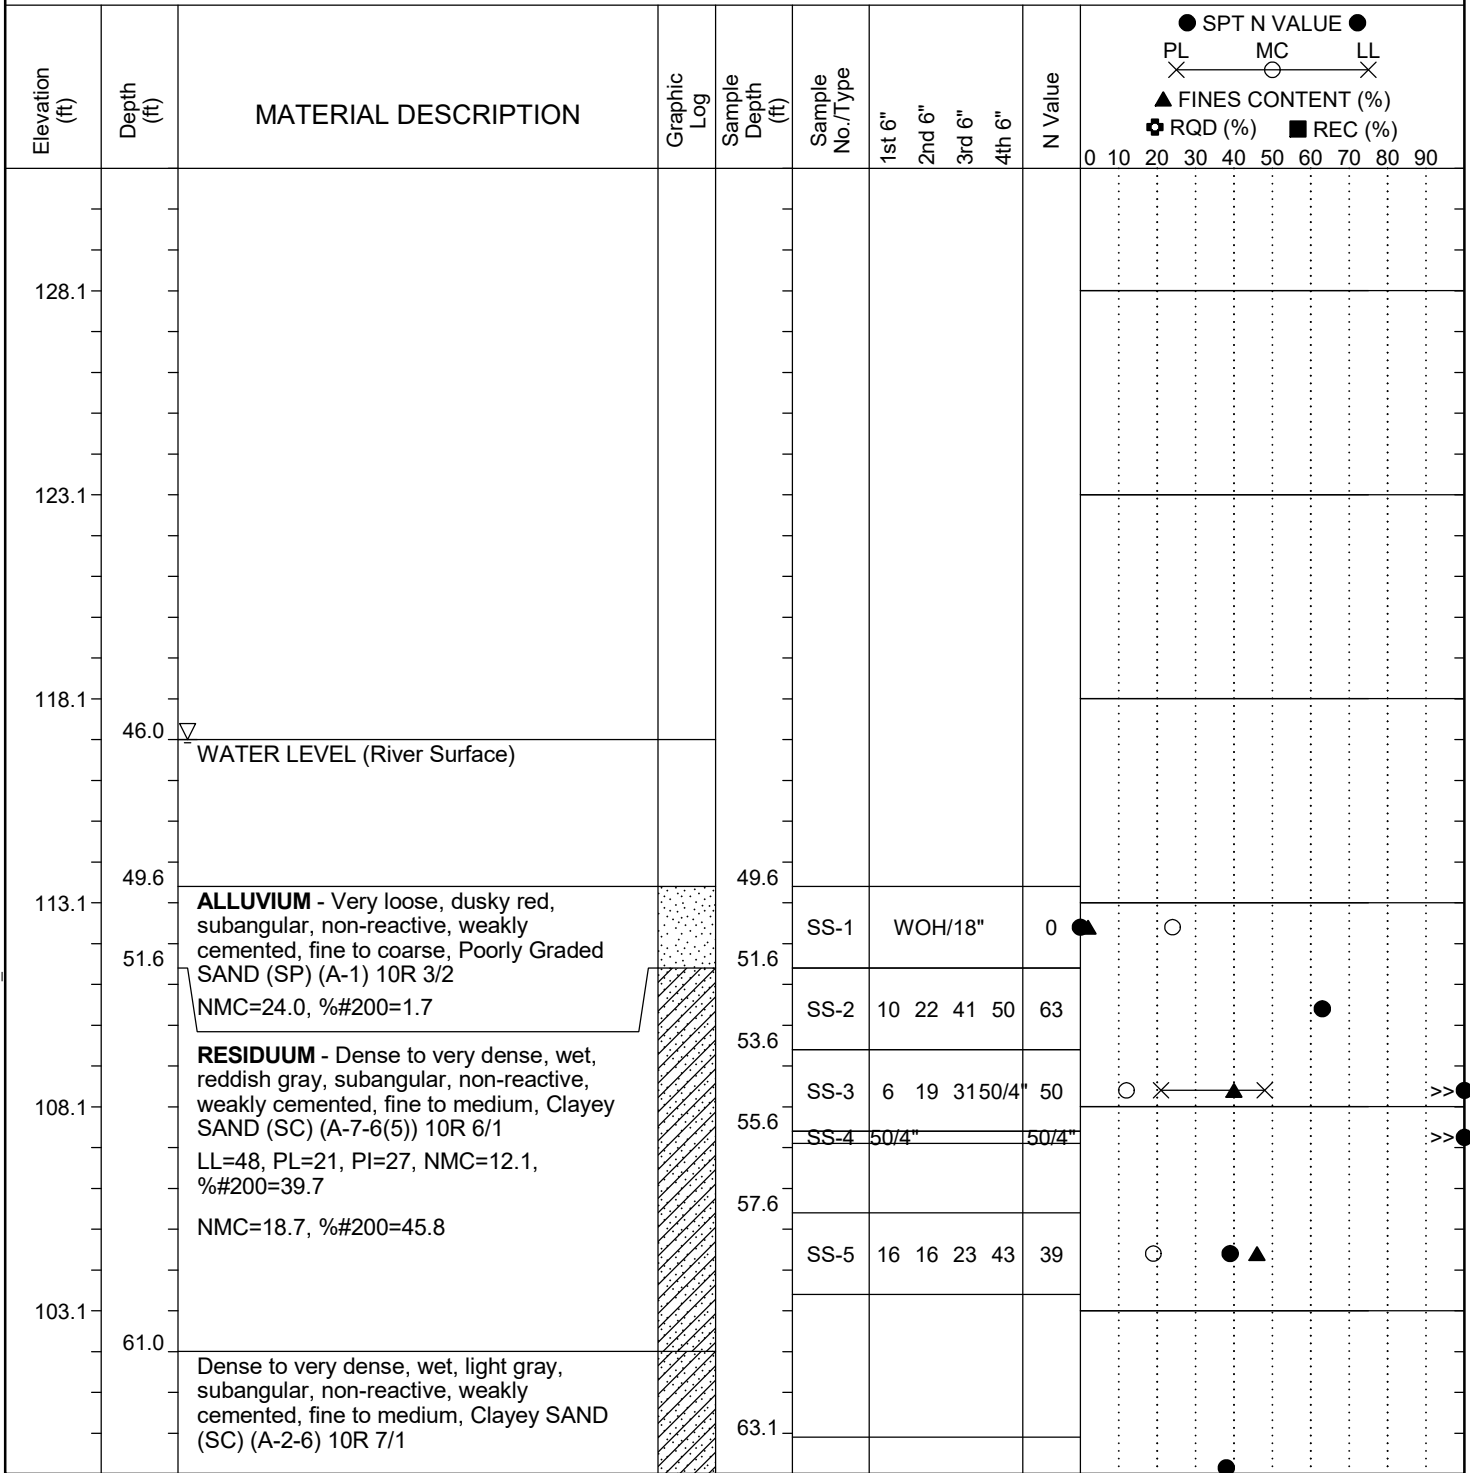 ● SPT N VALUE ●
PL MC LL
▲ FINES CONTENT (%)
RQD (%) ■ REC (%)
0 10 20 30 40 50 60 70 80 90
Elevation (ft)
Depth (ft)
MATERIAL DESCRIPTION
Graphic Log
Sample Depth (ft)
Sample No./Type
1st 6"
2nd 6"
3rd 6"
4th 6"
N Value
128.1
123.1
118.1
46.0
WATER LEVEL (River Surface)
49.6 49.6
113.1
ALLUVIUM - Very loose, dusky red,
subangular, non-reactive, weakly
cemented, fine to coarse, Poorly Graded
SAND (SP) (A-1) 10R 3/2
NMC=24.0, %#200=1.7
SS-1 WOH/18" 0
51.6 51.6
SS-2 10 22 41 50 63
53.6
RESIDUUM - Dense to very dense, wet,
reddish gray, subangular, non-reactive,
weakly cemented, fine to medium, Clayey
SAND (SC) (A-7-6(5)) 10R 6/1
LL=48, PL=21, PI=27, NMC=12.1,
%#200=39.7
NMC=18.7, %#200=45.8
SS-3 6 19 31 50/4" 50 >>
108.1
55.6
SS-4 50/4" 50/4" >>
57.6
SS-5 16 16 23 43 39
103.1
61.0
Dense to very dense, wet, light gray,
subangular, non-reactive, weakly
cemented, fine to medium, Clayey SAND
(SC) (A-2-6) 10R 7/1
63.1